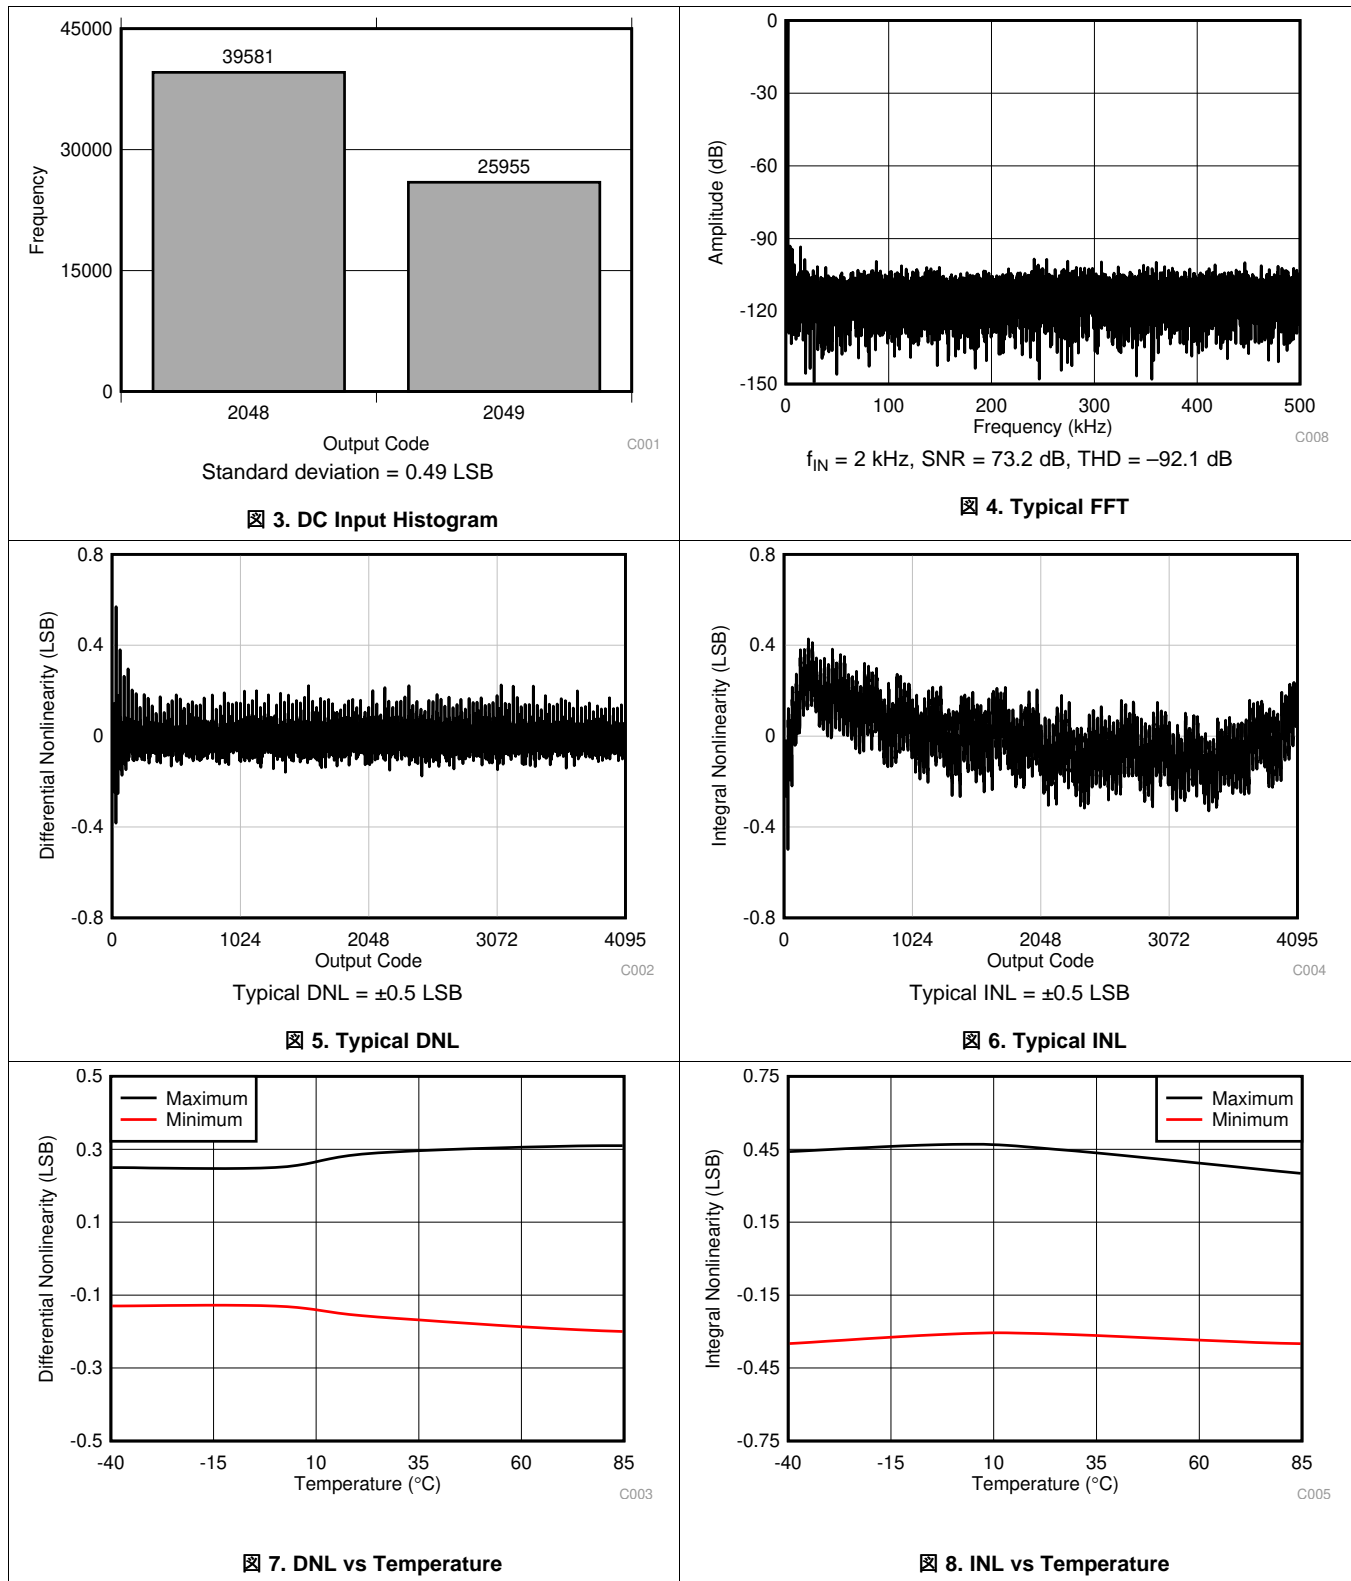 45000
30000
15000
0
Frequency
39581
25955
2048
2049
Output Code
C001
Standard deviation = 0.49 LSB
図 3. DC Input Histogram
0
-30
-60
-90
-120
-150
Amplitude (dB)
0
100
200
300
400
500
Frequency (kHz)
C008
fIN = 2 kHz, SNR = 73.2 dB, THD = –92.1 dB
図 4. Typical FFT
0.8
0.4
0
-0.4
-0.8
Differential Nonlinearity (LSB)
0
1024
2048
3072
4095
Output Code
C002
Typical DNL = ±0.5 LSB
図 5. Typical DNL
0.8
0.4
0
-0.4
-0.8
Integral Nonlinearity (LSB)
0
1024
2048
3072
4095
Output Code
C004
Typical INL = ±0.5 LSB
図 6. Typical INL
0.5
0.3
0.1
-0.1
-0.3
-0.5
Differential Nonlinearity (LSB)
Maximum
Minimum
-40
-15
10
35
60
85
Temperature (°C)
C003
図 7. DNL vs Temperature
0.75
0.45
0.15
-0.15
-0.45
-0.75
Integral Nonlinearity (LSB)
Maximum
Minimum
-40
-15
10
35
60
85
Temperature (°C)
C005
図 8. INL vs Temperature